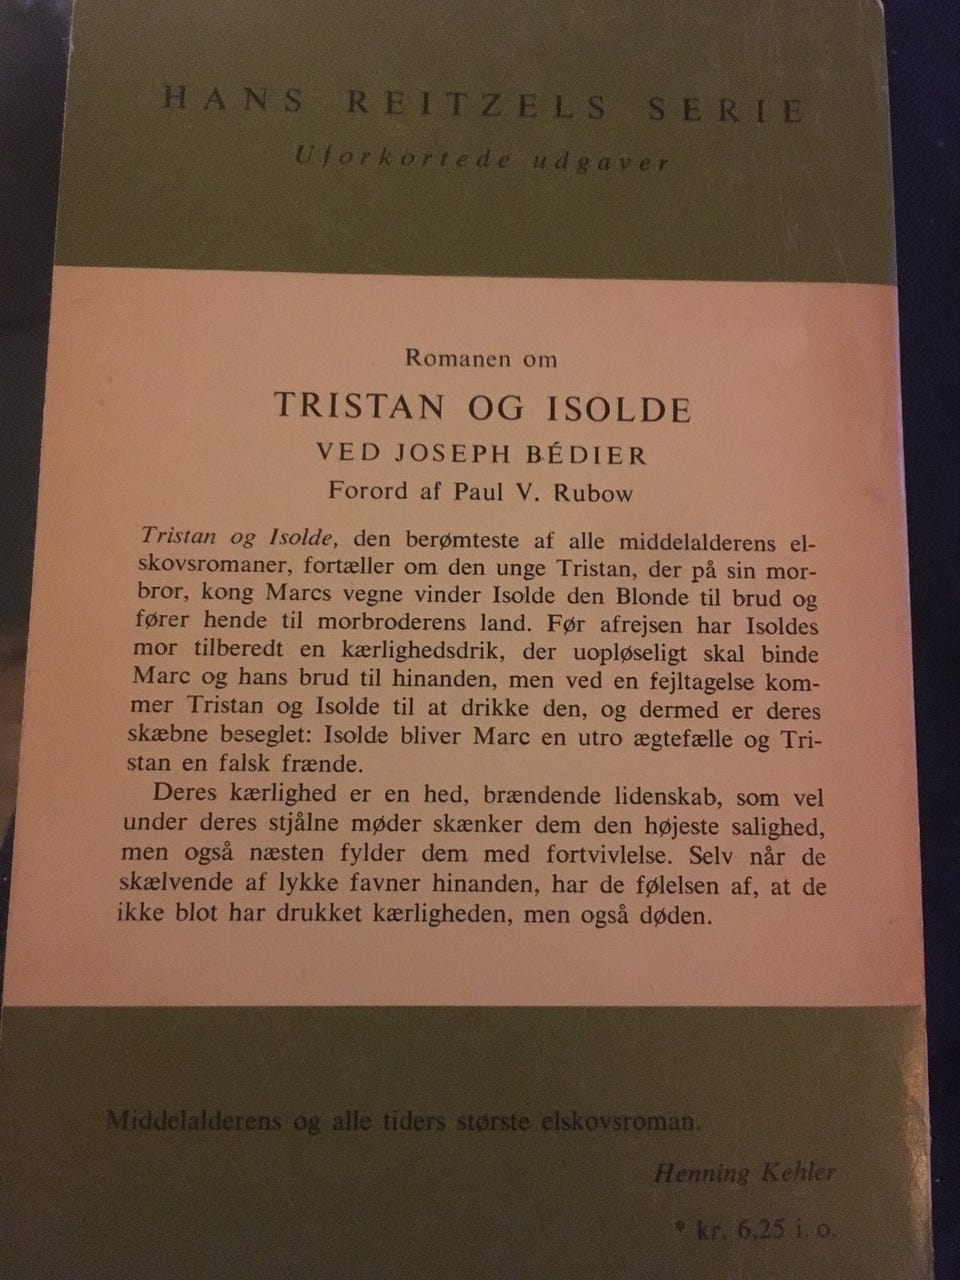 HANS REITZELS SERIE
Uforkortede udgaver
Romanen om
TRISTAN OG ISOLDE
VED JOSEPH BÉDIER
Forord af Paul V. Rubow
Tristan og Isolde, den berømteste af alle middelalderens el-
skovsromaner, fortæller om den unge Tristan, der på sin mor-
bror, kong Marcs vegne vinder Isolde den Blonde til brud og
fører hende til morbroderens land. Før afrejsen har Isoldes
mor tilberedt en kærlighedsdrik, der uopløseligt skal binde
Marc og hans brud til hinanden, men ved en fejltagelse kom-
mer Tristan og Isolde til at drikke den, og dermed er deres
skæbne beseglet: Isolde bliver Marc en utro ægtefælle og Tri-
stan en falsk frænde.
Deres kærlighed er en hed, brændende lidenskab, som vel
under deres stjålne møder skænker dem den højeste salighed,
men også næsten fylder dem med fortvivlelse. Selv når de
skælvende af lykke favner hinanden, har de følelsen af, at de
ikke blot har drukket kærligheden, men også døden.
Middelalderens og alle tiders største elskovsroman.
Henning Kehler
* kr. 6,25 i. o.